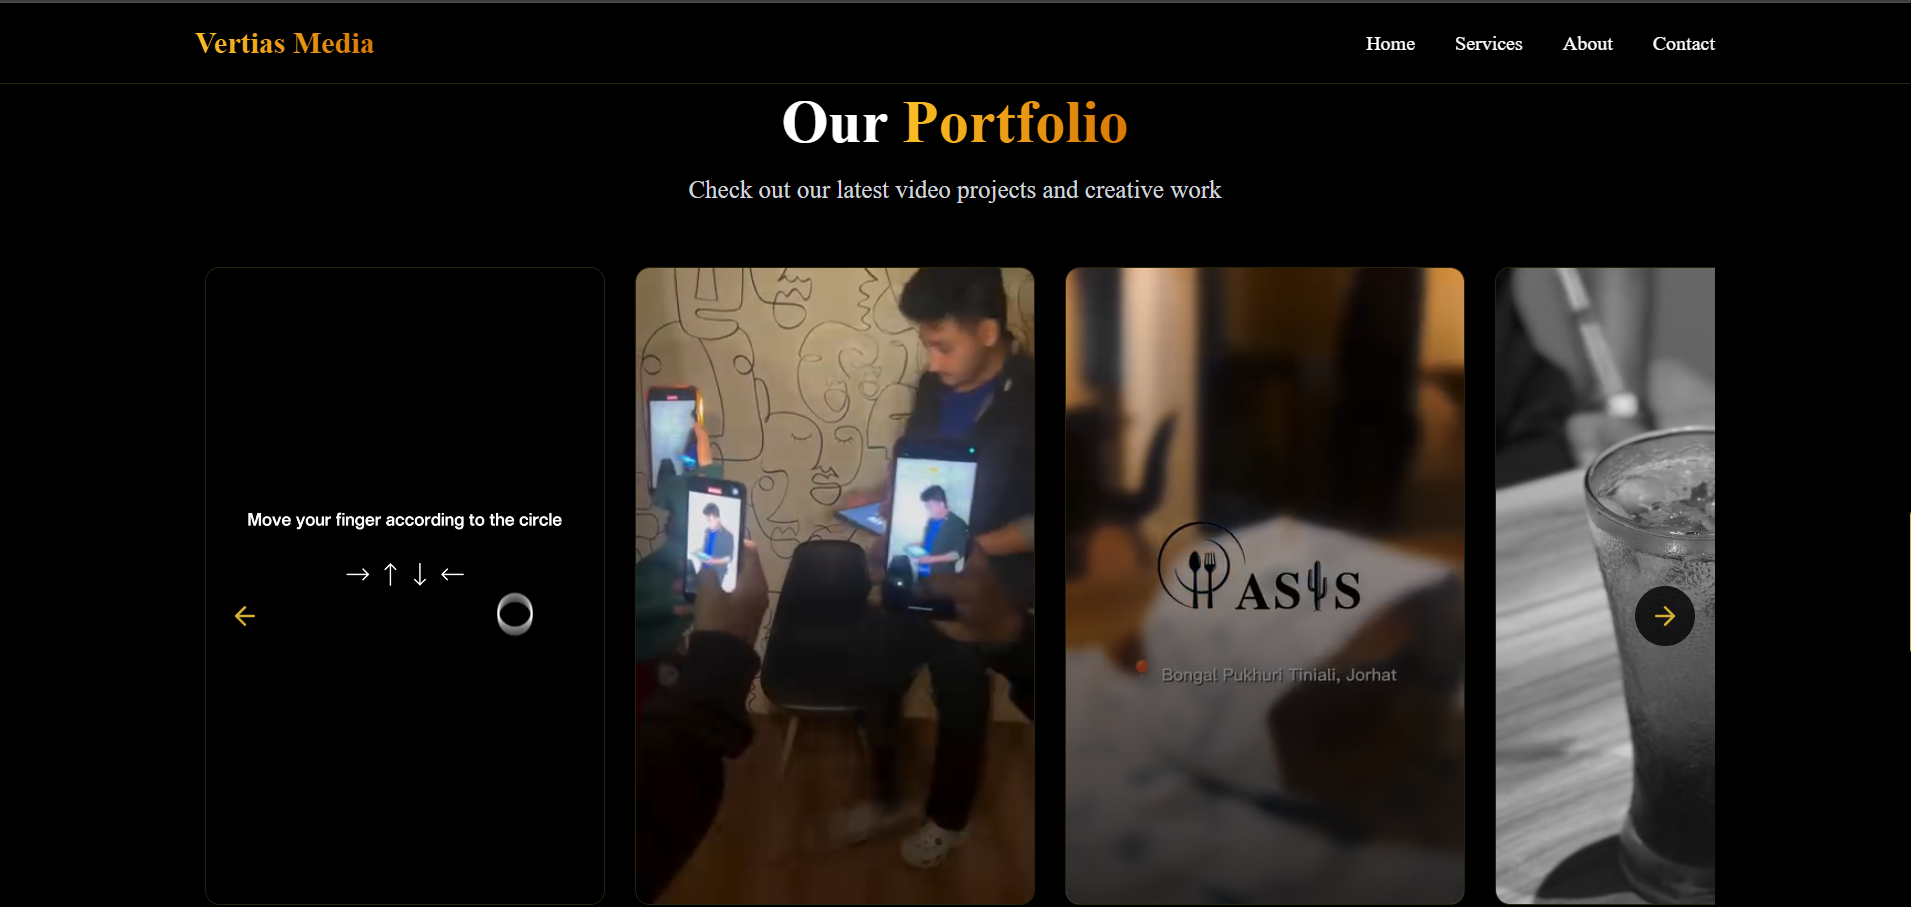 Vertias Media
Home Services About Contact
Our Portfolio
Check out our latest video projects and creative work
Move your finger according to the circle
→ ↑ ↓ ←
ASIS
Bongal Pukhuri Tiniali, Jorhat